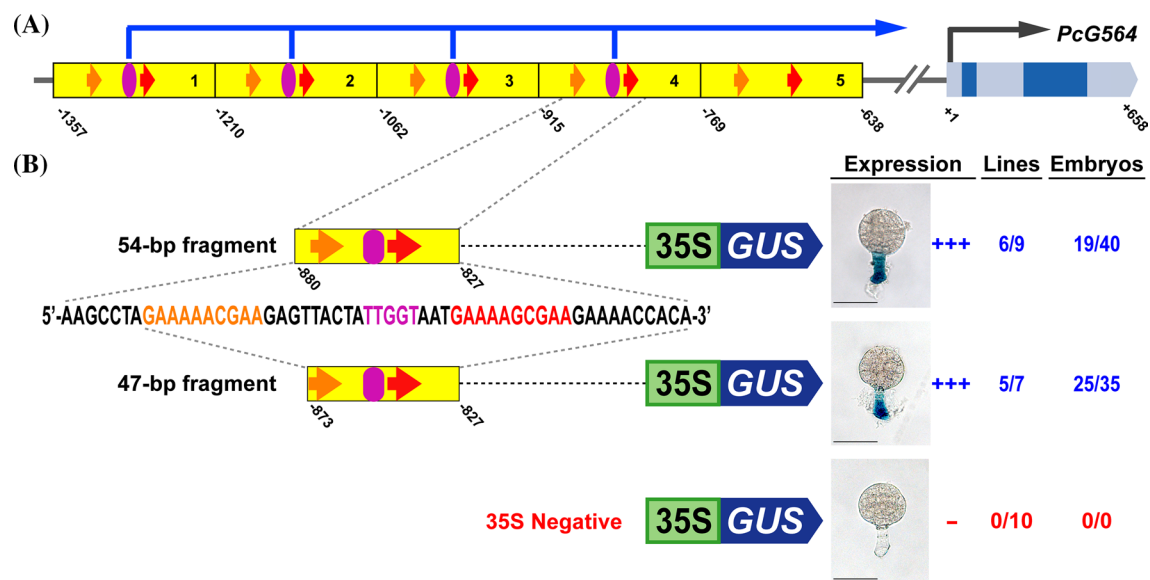 (A)
PcG564
1 2 3 4 5
-1357 -1210 -1062 -915 -769 -638 +1 +658
(B)
Expression Lines Embryos
54-bp fragment 35S GUS +++ 6/9 19/40
-880 -827
5'-AAGCCTAGAAAAACGAAGAGTTACTATTGGTAATGAAAAGCGAAGAAAACCACA-3'
47-bp fragment 35S GUS +++ 5/7 25/35
-873 -827
35S Negative 35S GUS – 0/10 0/0